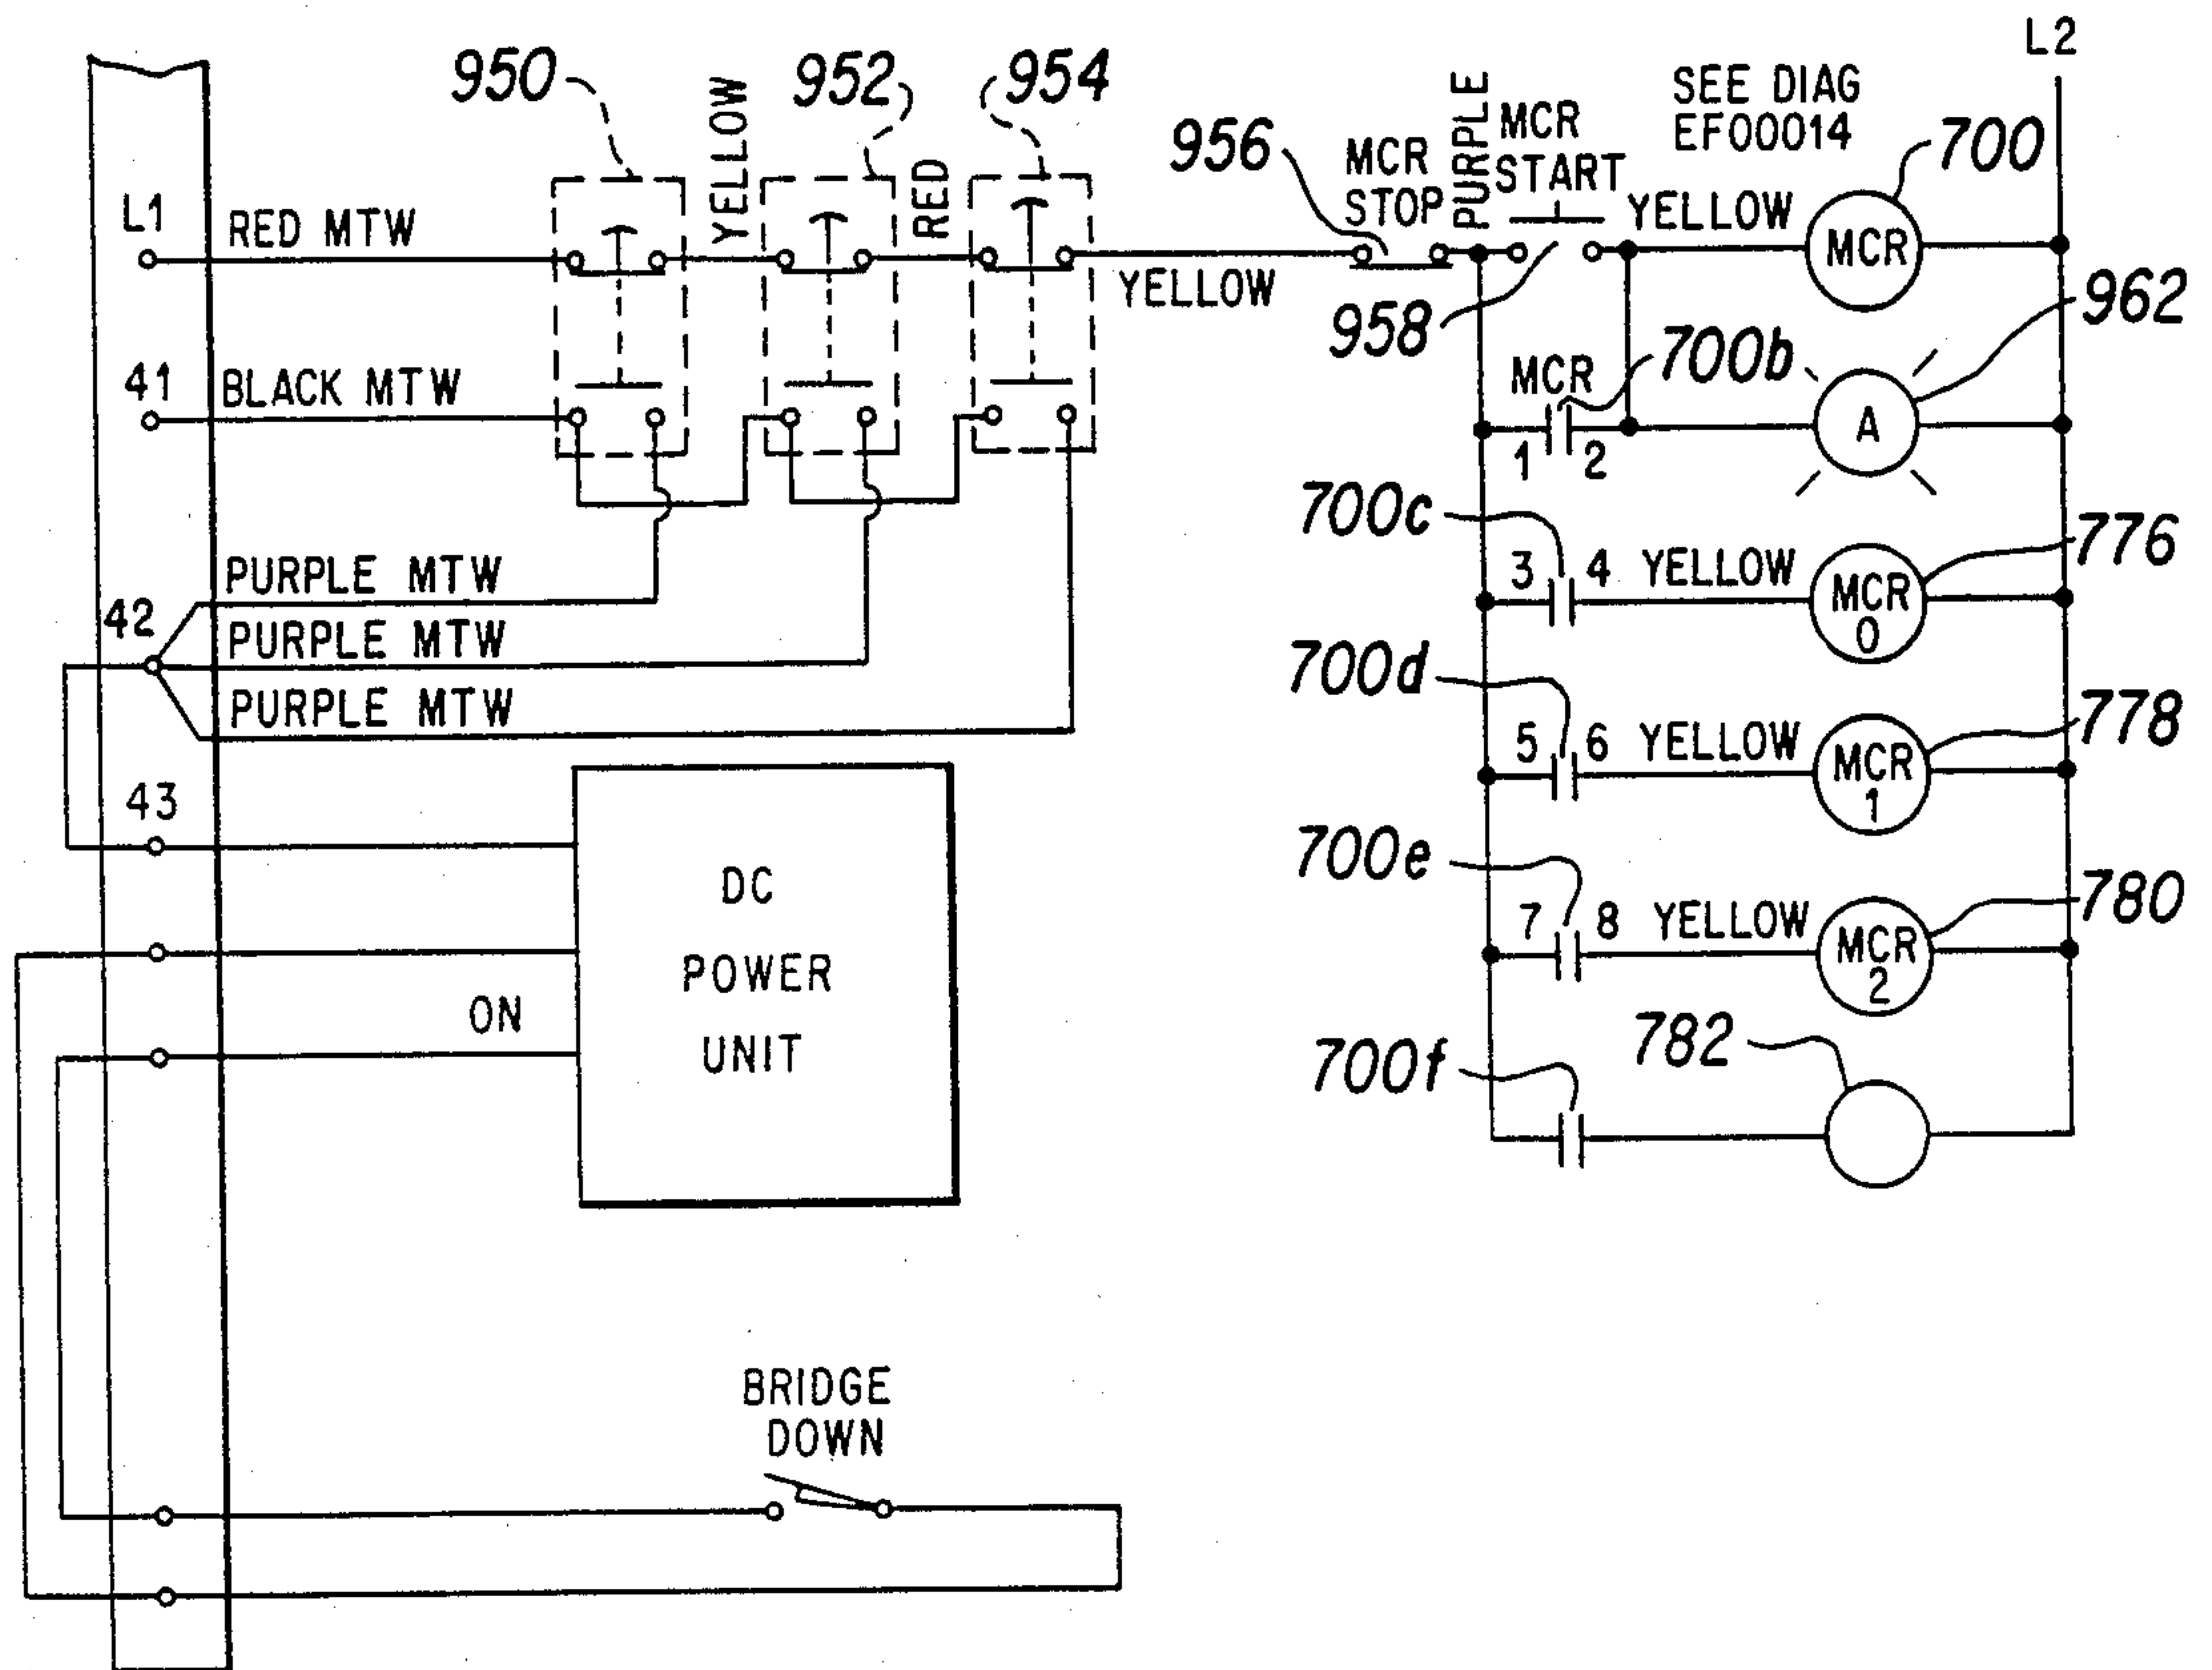 L2
950
YELLOW
952
954
956
MCR
STOP
PURPLE
MCR
START
SEE DIAG
EF00014
700
L1
RED MTW
RED
YELLOW
YELLOW
MCR
958
962
41
BLACK MTW
MCR
700b
1 2
A
700c
3 4 YELLOW
MCR
0
776
PURPLE MTW
42
PURPLE MTW
PURPLE MTW
700d
5 6 YELLOW
MCR
1
778
43
DC
POWER
UNIT
ON
700e
7 8 YELLOW
MCR
2
780
700f
782
BRIDGE
DOWN